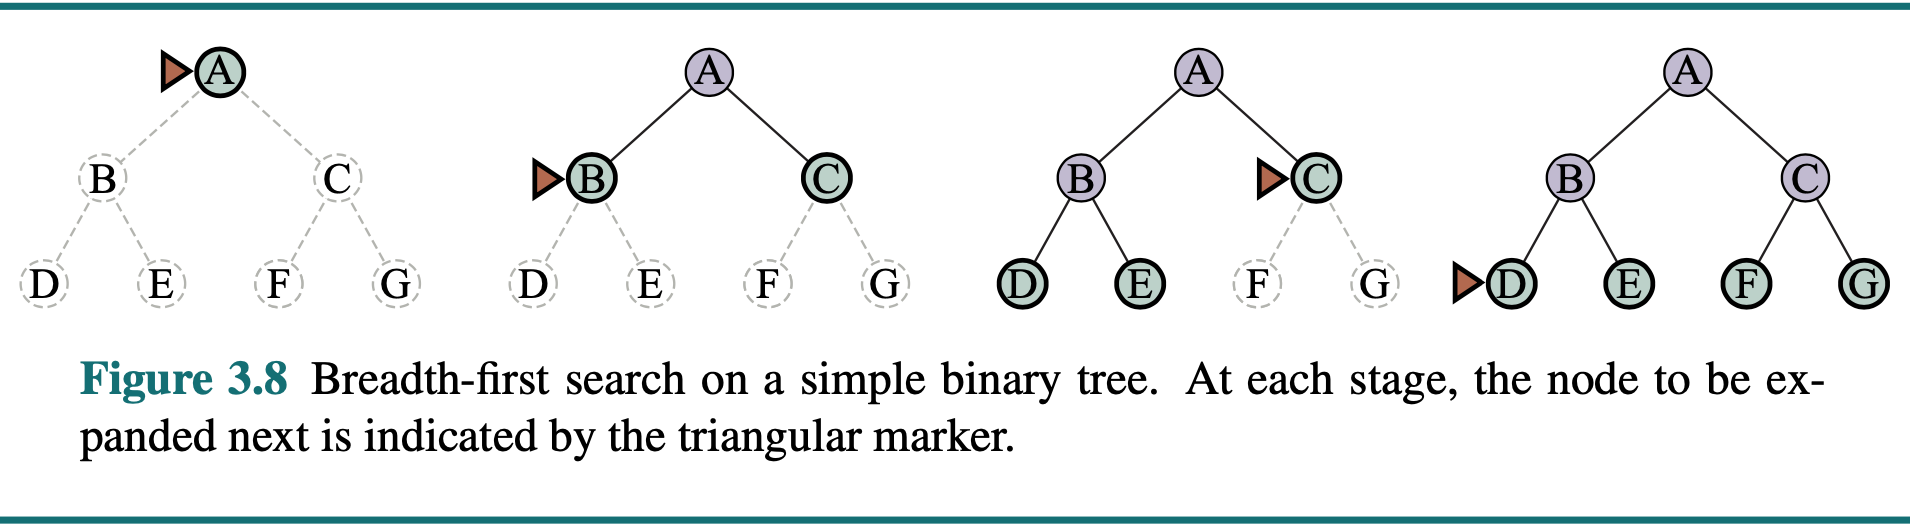 A A A A
B C B C B C B C
D E F G D E F G D E F G D E F G
Figure 3.8 Breadth-first search on a simple binary tree. At each stage, the node to be ex-
panded next is indicated by the triangular marker.